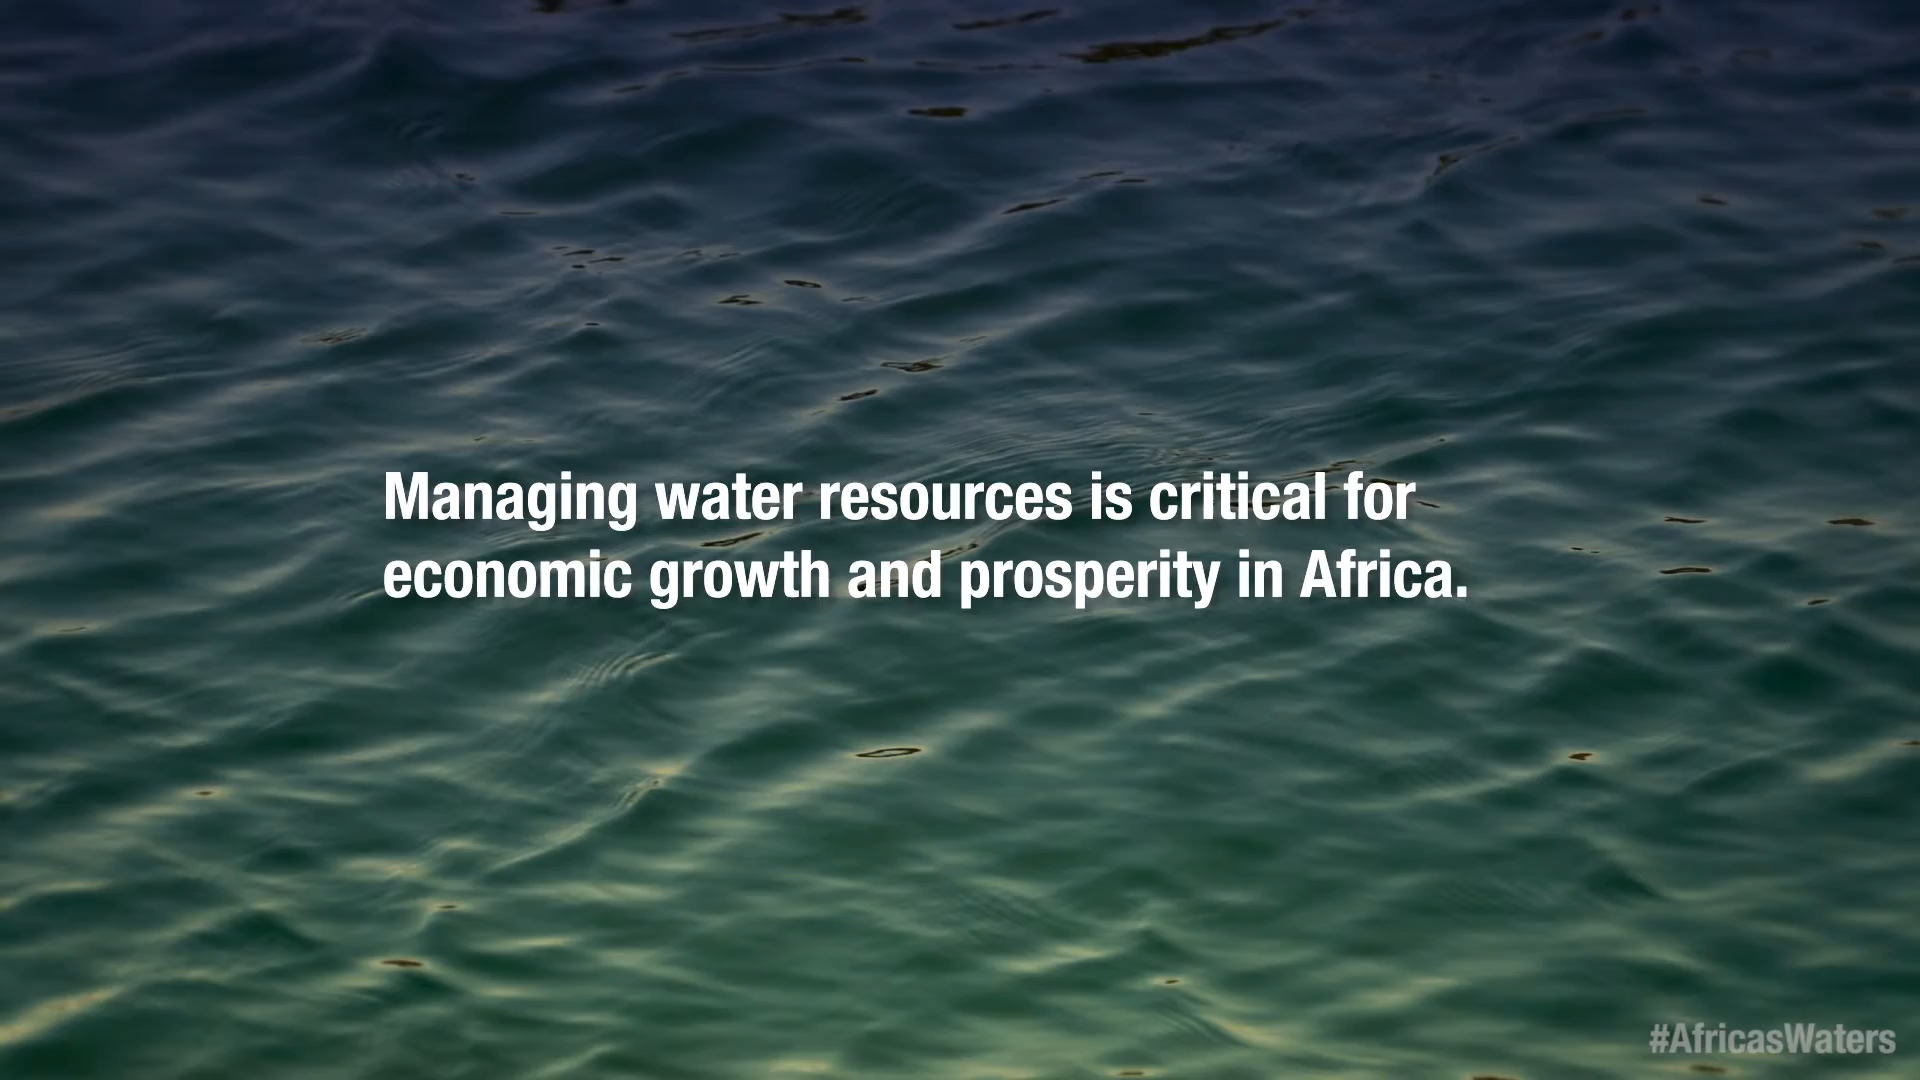 Managing water resources is critical for
economic growth and prosperity in Africa.
#AfricasWaters